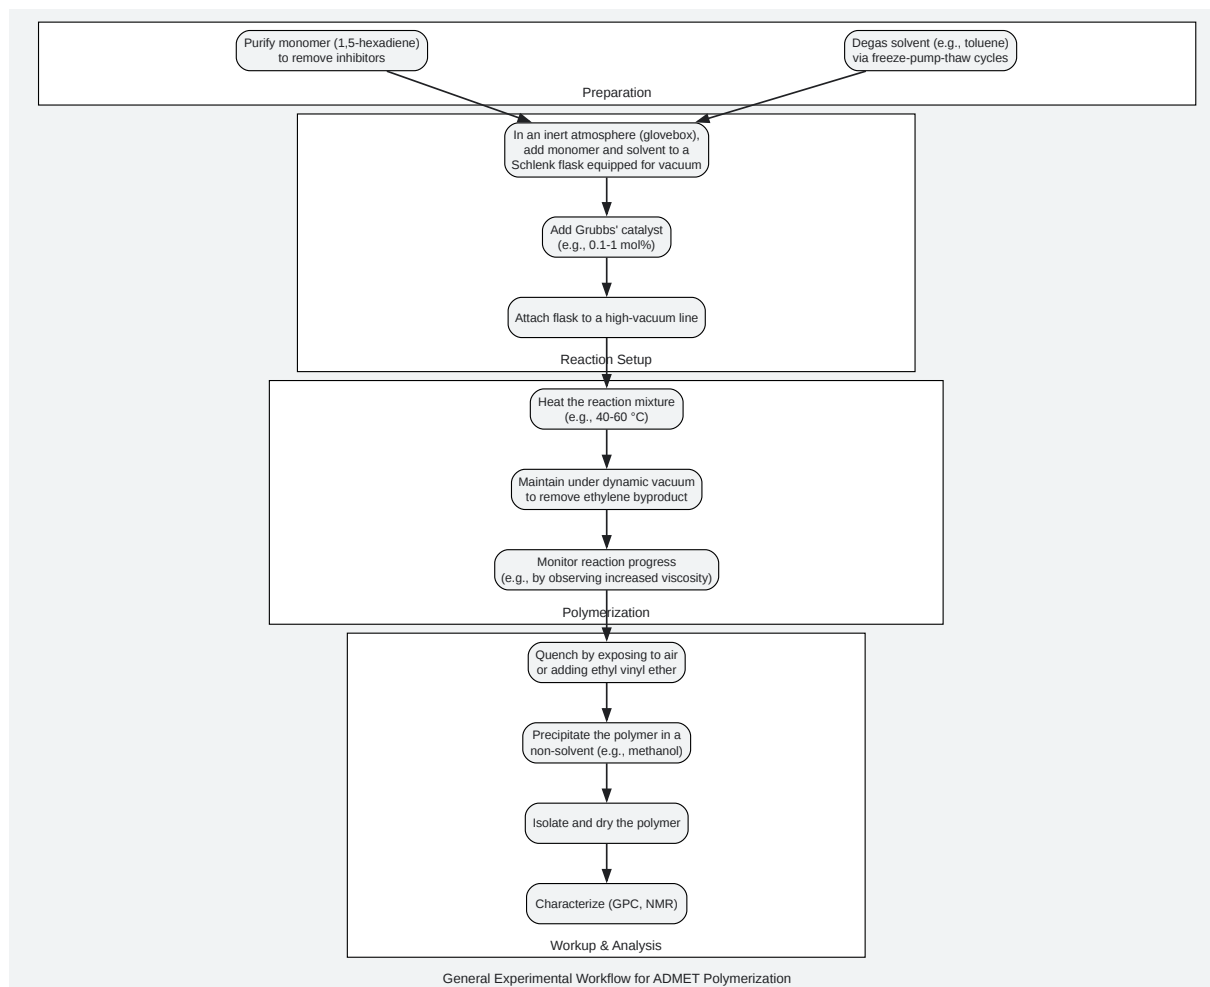 Purify monomer (1,5-hexadiene)
to remove inhibitors
Degas solvent (e.g., toluene)
via freeze-pump-thaw cycles
Preparation
In an inert atmosphere (glovebox),
add monomer and solvent to a
Schlenk flask equipped for vacuum
Add Grubbs' catalyst
(e.g., 0.1-1 mol%)
Attach flask to a high-vacuum line
Reaction Setup
Heat the reaction mixture
(e.g., 40-60 °C)
Maintain under dynamic vacuum
to remove ethylene byproduct
Monitor reaction progress
(e.g., by observing increased viscosity)
Polymerization
Quench by exposing to air
or adding ethyl vinyl ether
Precipitate the polymer in a
non-solvent (e.g., methanol)
Isolate and dry the polymer
Characterize (GPC, NMR)
Workup & Analysis
General Experimental Workflow for ADMET Polymerization